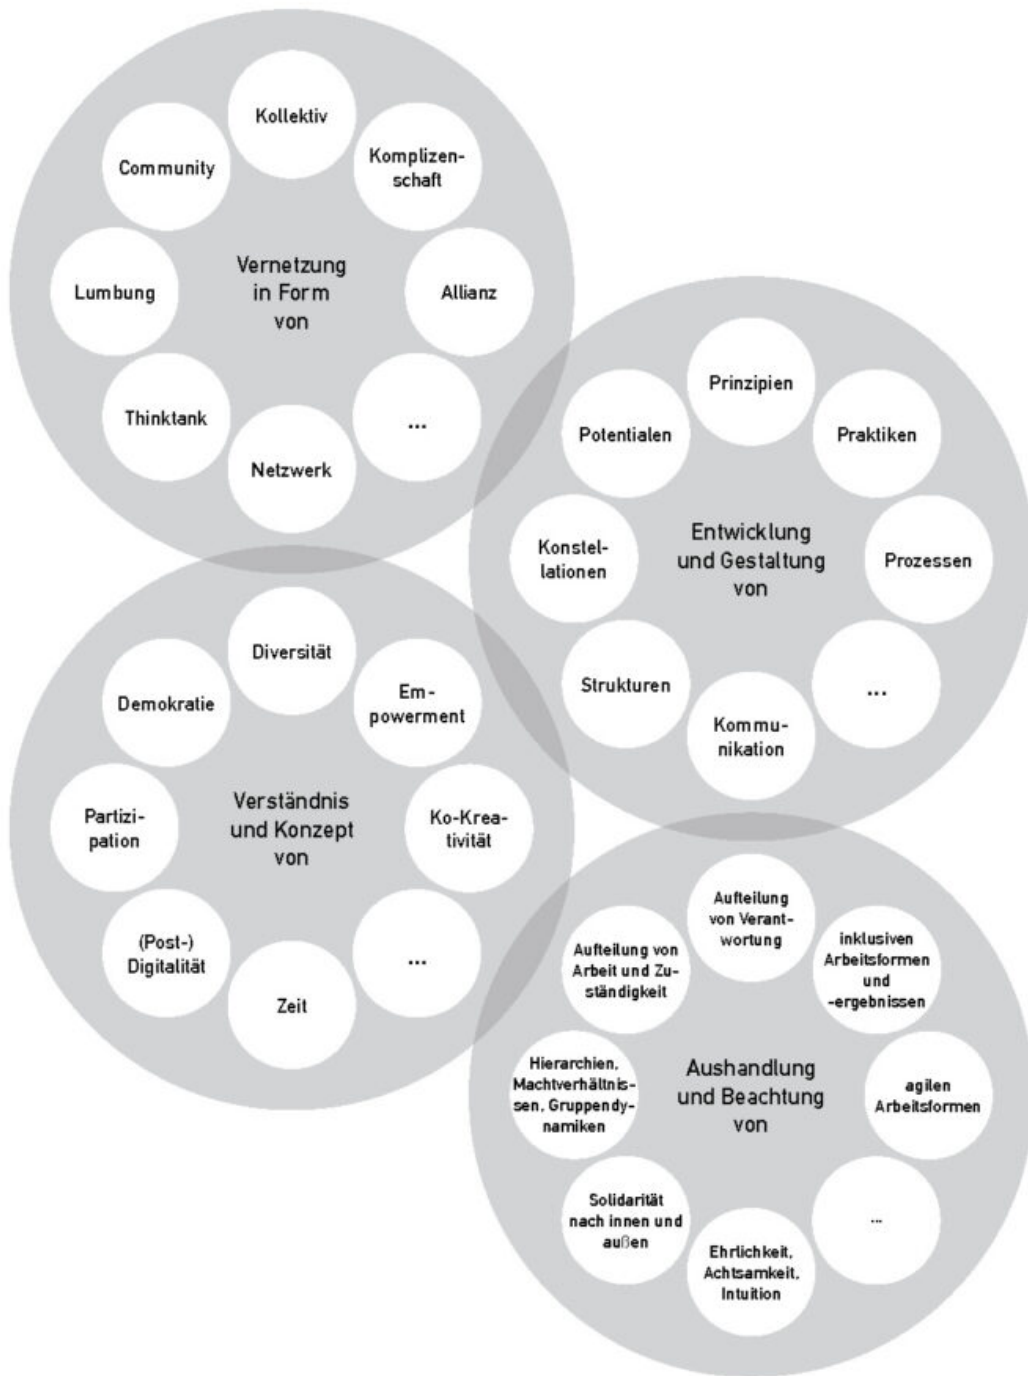 Kollektiv
Komplizen-
schaft
Community
Vernetzung
in Form
von
Lumbung
Allianz
Thinktank
...
Netzwerk
Prinzipien
Potentialen
Praktiken
Entwicklung
und Gestaltung
von
Konstel-
lationen
Prozessen
Strukturen
...
Kommu-
nikation
Diversität
Demokratie
Em-
powerment
Verständnis
und Konzept
von
Partizi-
pation
Ko-Krea-
tivität
(Post-)
Digitalität
...
Zeit
Aufteilung
von Verant-
wortung
Aufteilung von
Arbeit und Zu-
ständigkeit
inklusiven
Arbeitsformen
und
-ergebnissen
Aushandlung
und Beachtung
von
Hierarchien,
Machtverhältnis-
sen, Gruppendy-
namiken
agilen
Arbeitsformen
Solidarität
nach innen und
außen
...
Ehrlichkeit,
Achtsamkeit,
Intuition